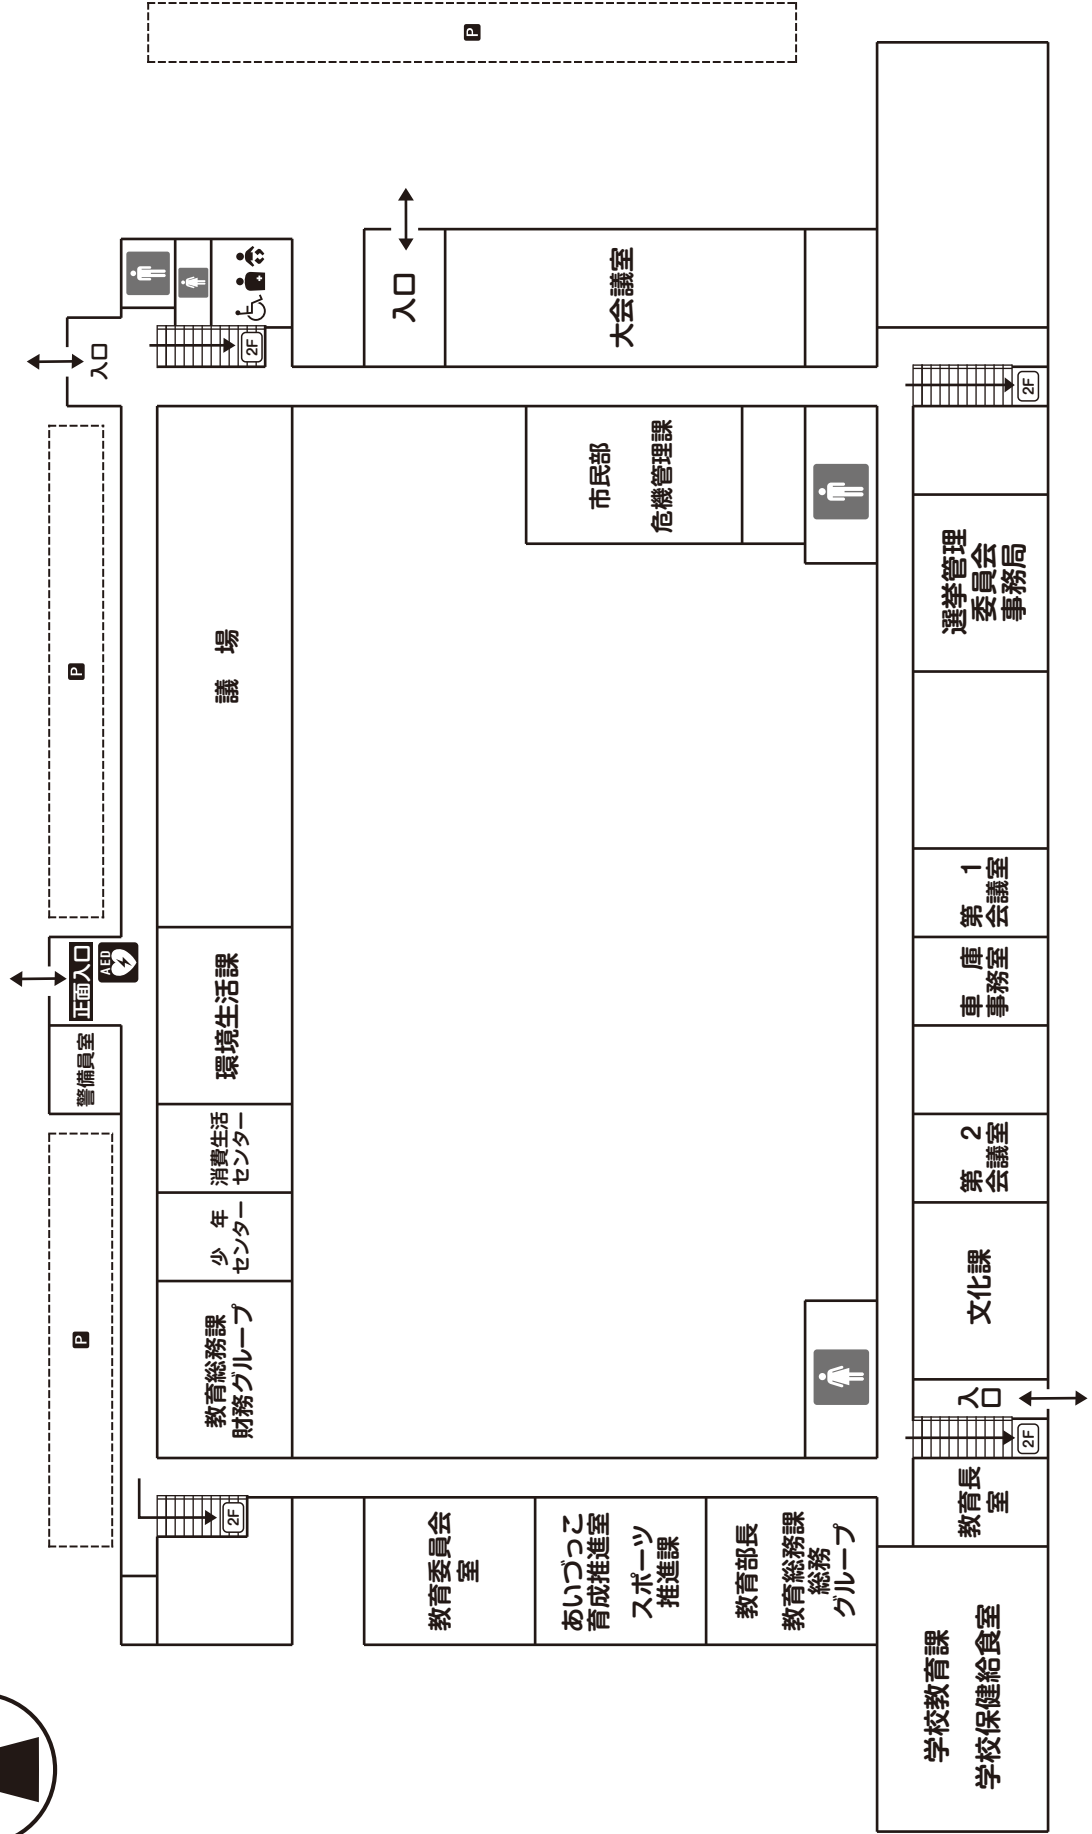 P
入口
大会議室
2F
入口
2F
市民部
危機管理課
選挙管理
委員会
事務局
P
議　場
正面入口
AED
警備員室
環境生活課
第　1
会議室
車　庫
事務室
消費生活
センター
第　2
会議室
少　年
センター
文化課
P
教育総務課
財務グループ
入口
2F
2F
教育長
室
教育委員会
室
あいづっこ
育成推進室
スポーツ
推進課
教育部長
教育総務課
総務
グループ
学校教育課
学校保健給食室